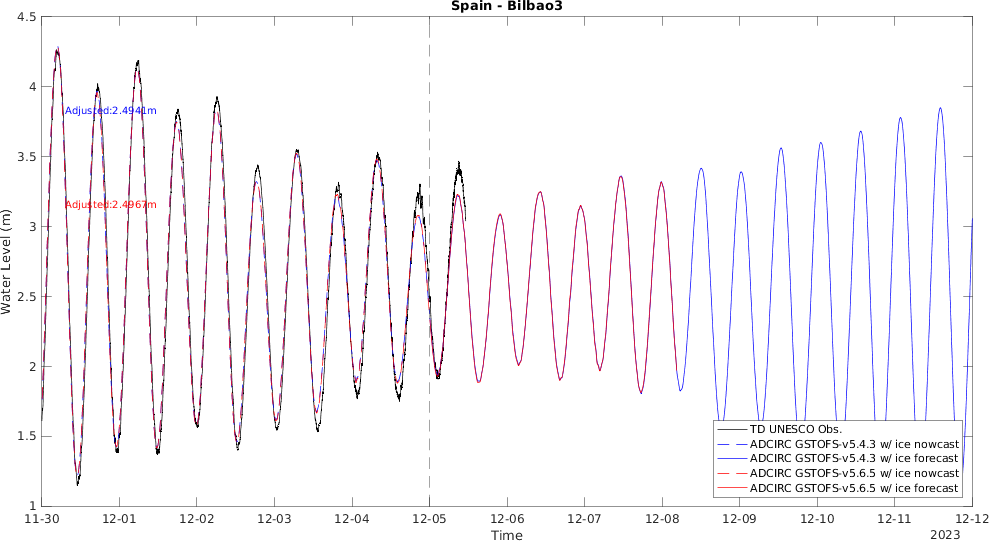 Spain - Bilbao3
4.5
4
3.5
3
2.5
2
1.5
1
Water Level (m)
Adjusted:2.4941m
Adjusted:2.4967m
TD UNESCO Obs.
ADCIRC GSTOFS-v5.4.3 w/ ice nowcast
ADCIRC GSTOFS-v5.4.3 w/ ice forecast
ADCIRC GSTOFS-v5.6.5 w/ ice nowcast
ADCIRC GSTOFS-v5.6.5 w/ ice forecast
11-30 12-01 12-02 12-03 12-04 12-05 12-06 12-07 12-08 12-09 12-10 12-11 12-12
Time
2023